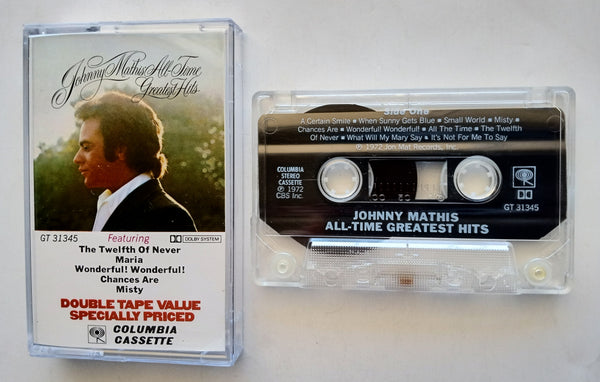 Johnny Mathis' All-Time
Greatest Hits
GT 31345
Featuring
DOLBY SYSTEM
The Twelfth Of Never
Maria
Wonderful! Wonderful!
Chances Are
Misty
DOUBLE TAPE VALUE
SPECIALLY PRICED
COLUMBIA
CASSETTE
Side One
A Certain Smile ■ When Sunny Gets Blue ■ Small World ■ Misty ■
Chances Are ■ Wonderful! Wonderful! ■ All The Time ■ The Twelfth
Of Never ■ What Will My Mary Say ■ It's Not For Me To Say
℗ 1972 Jon Mat Records, Inc.
COLUMBIA
STEREO
CASSETTE
℗ 1972
CBS Inc.
GT 31345
JOHNNY MATHIS
ALL-TIME GREATEST HITS